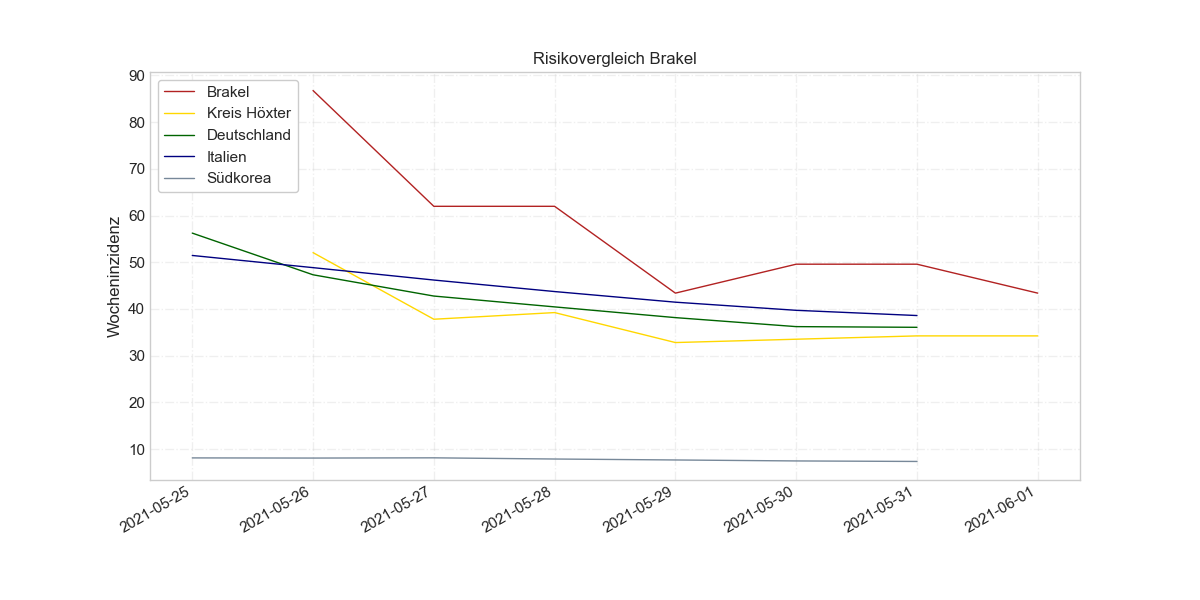 Risikovergleich Brakel
Brakel
Kreis Höxter
Deutschland
Italien
Südkorea
Wocheninzidenz
90
80
70
60
50
40
30
20
10
2021-05-25
2021-05-26
2021-05-27
2021-05-28
2021-05-29
2021-05-30
2021-05-31
2021-06-01